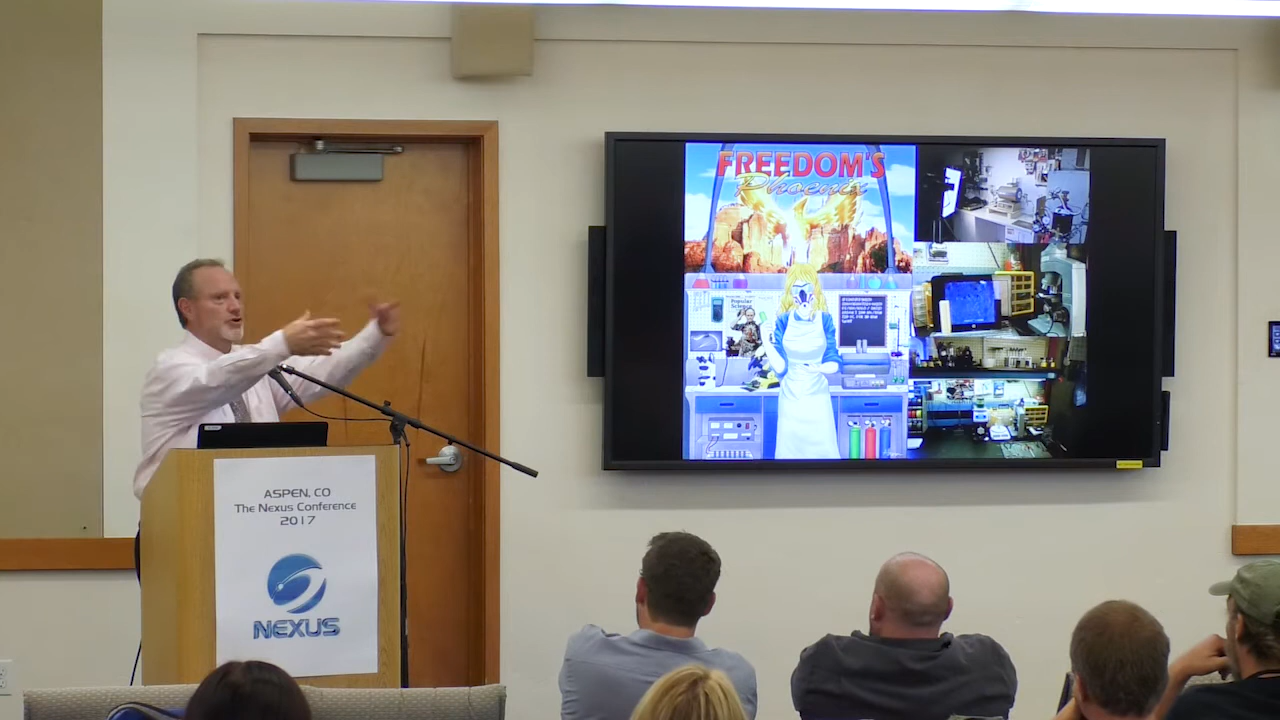 ASPEN, CO
The Nexus Conference
2017
NEXUS
FREEDOM'S
Phoenix
Popular
Science